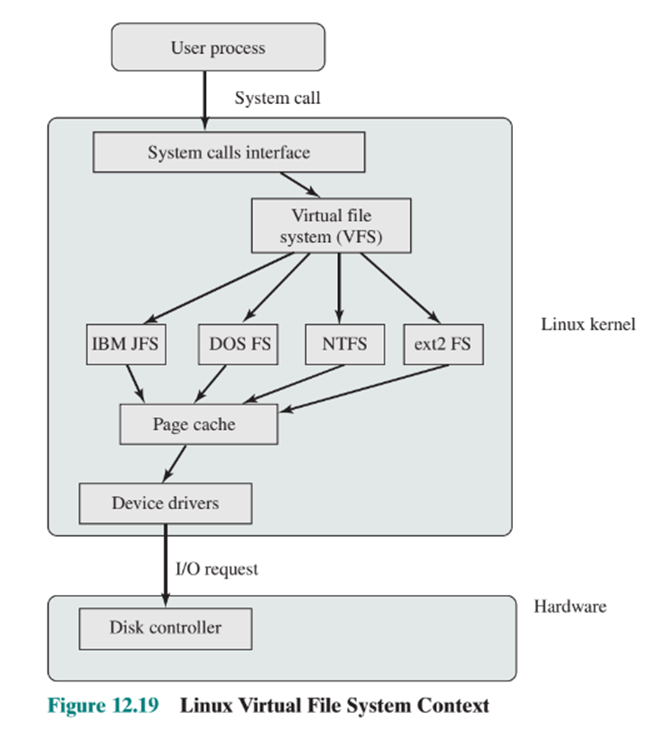 User process
System call
System calls interface
Virtual file
system (VFS)
Linux kernel
IBM JFS
DOS FS
NTFS
ext2 FS
Page cache
Device drivers
I/O request
Hardware
Disk controller
Figure 12.19 Linux Virtual File System Context